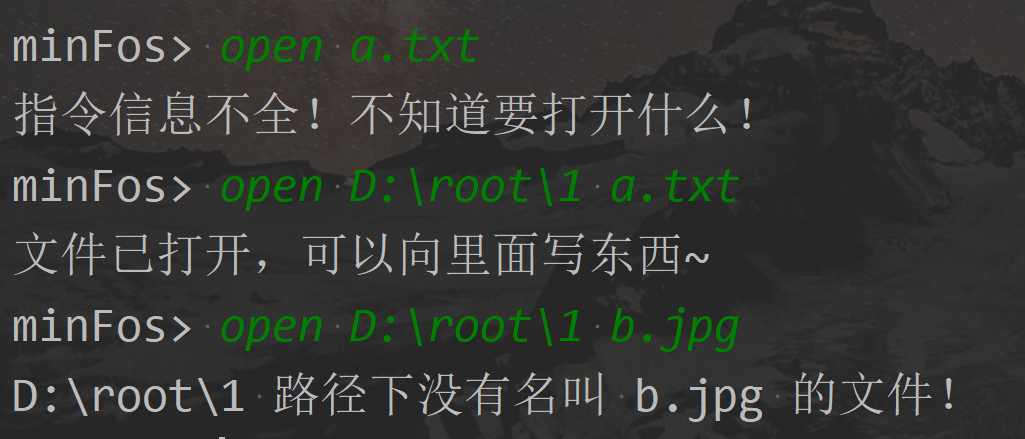 minFos> open a.txt
指令信息不全！不知道要打开什么！
minFos> open D:\root\1 a.txt
文件已打开，可以向里面写东西~
minFos> open D:\root\1 b.jpg
D:\root\1 路径下没有名叫 b.jpg 的文件！